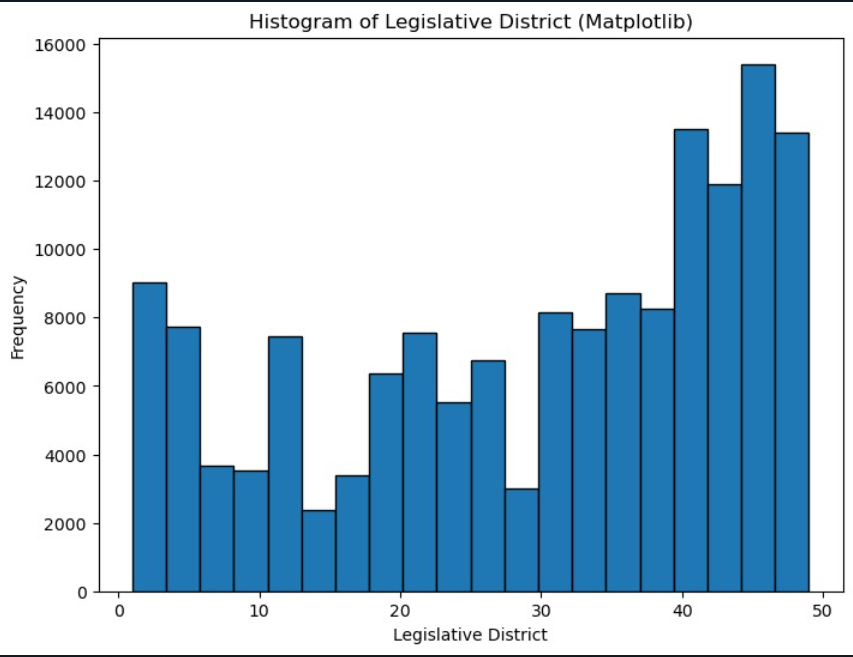 Histogram of Legislative District (Matplotlib)
16000
14000
12000
10000
8000
6000
4000
2000
0
Frequency
0 10 20 30 40 50
Legislative District